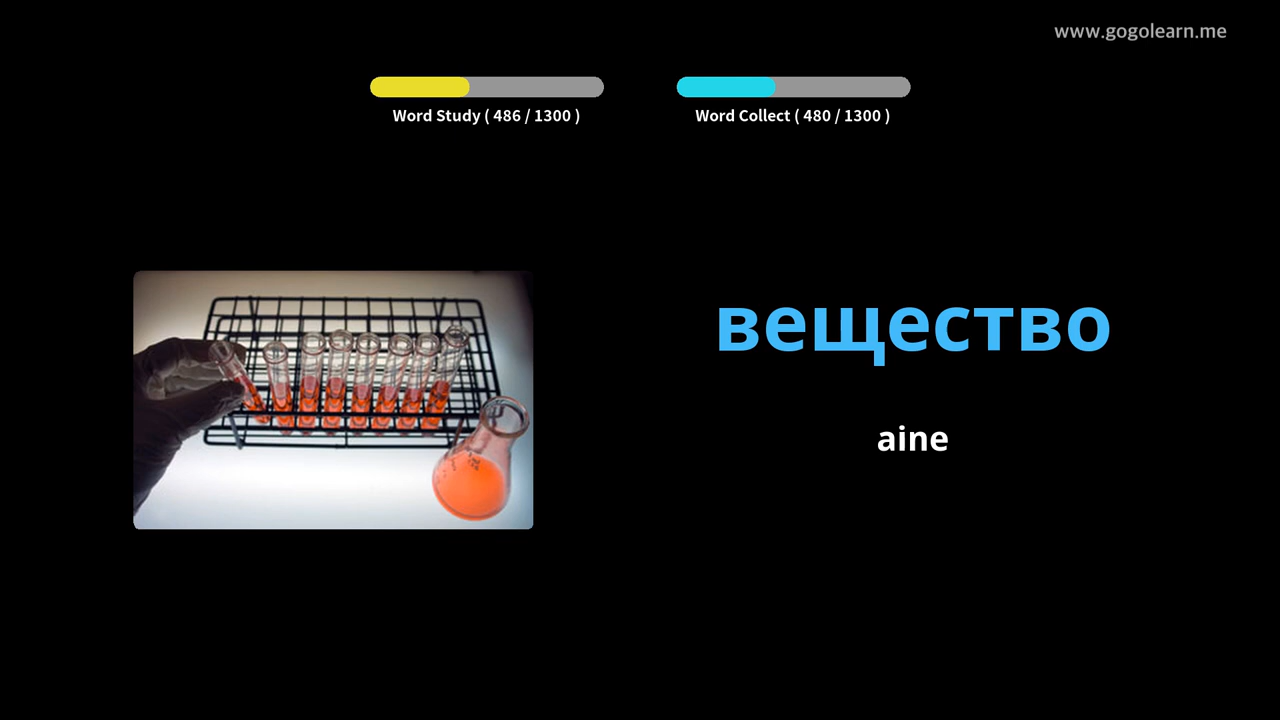 www.gogolearn.me
Word Study ( 486 / 1300 )
Word Collect ( 480 / 1300 )
вещество
aine